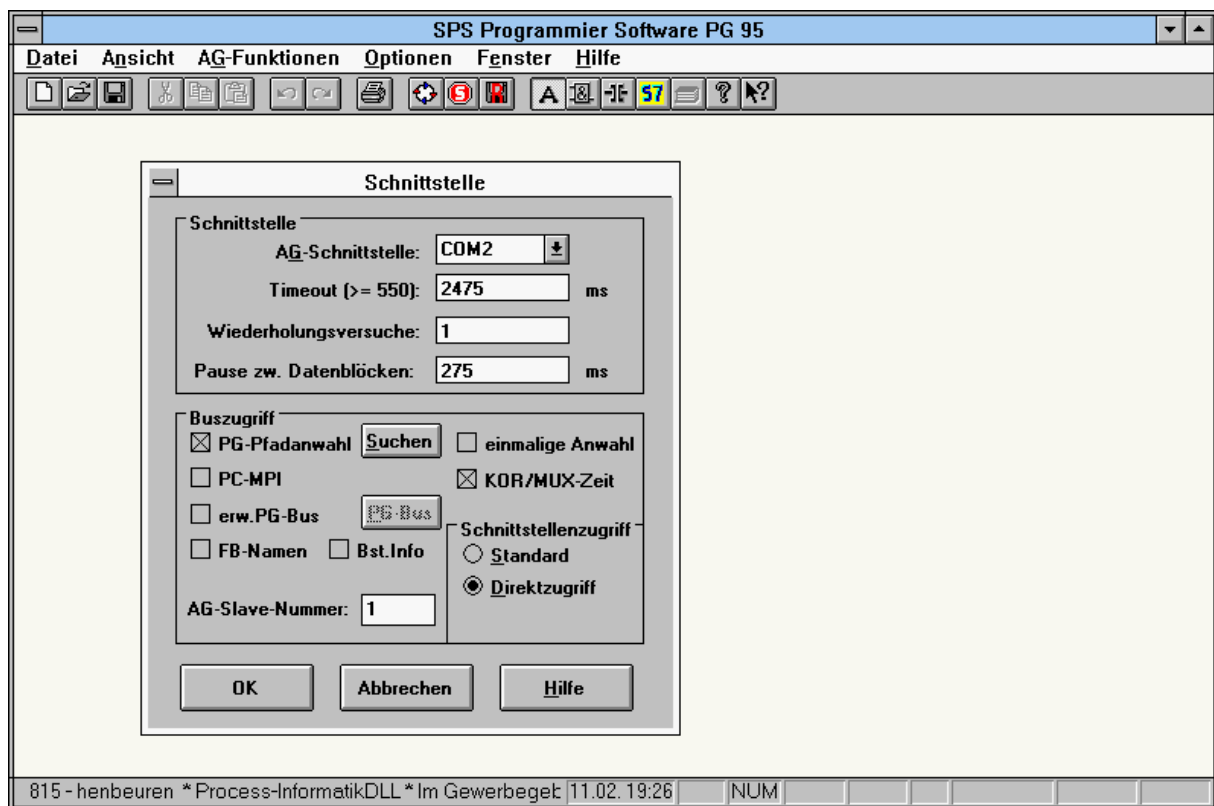 SPS Programmier Software PG 95
Datei Ansicht AG-Funktionen Optionen Fenster Hilfe
A & S7 ? ?
Schnittstelle
Schnittstelle
AG-Schnittstelle: COM2
Timeout (>= 550): 2475 ms
Wiederholungsversuche: 1
Pause zw. Datenblöcken: 275 ms
Buszugriff
PG-Pfadanwahl Suchen einmalige Anwahl
PC-MPI KOR/MUX-Zeit
erw.PG-Bus PG-Bus
Schnittstellenzugriff
FB-Namen Bst.Info Standard
Direktzugriff
AG-Slave-Nummer: 1
OK Abbrechen Hilfe
815 - henbeuren * Process-InformatikDLL * Im Gewerbegek 11.02. 19:26 NUM